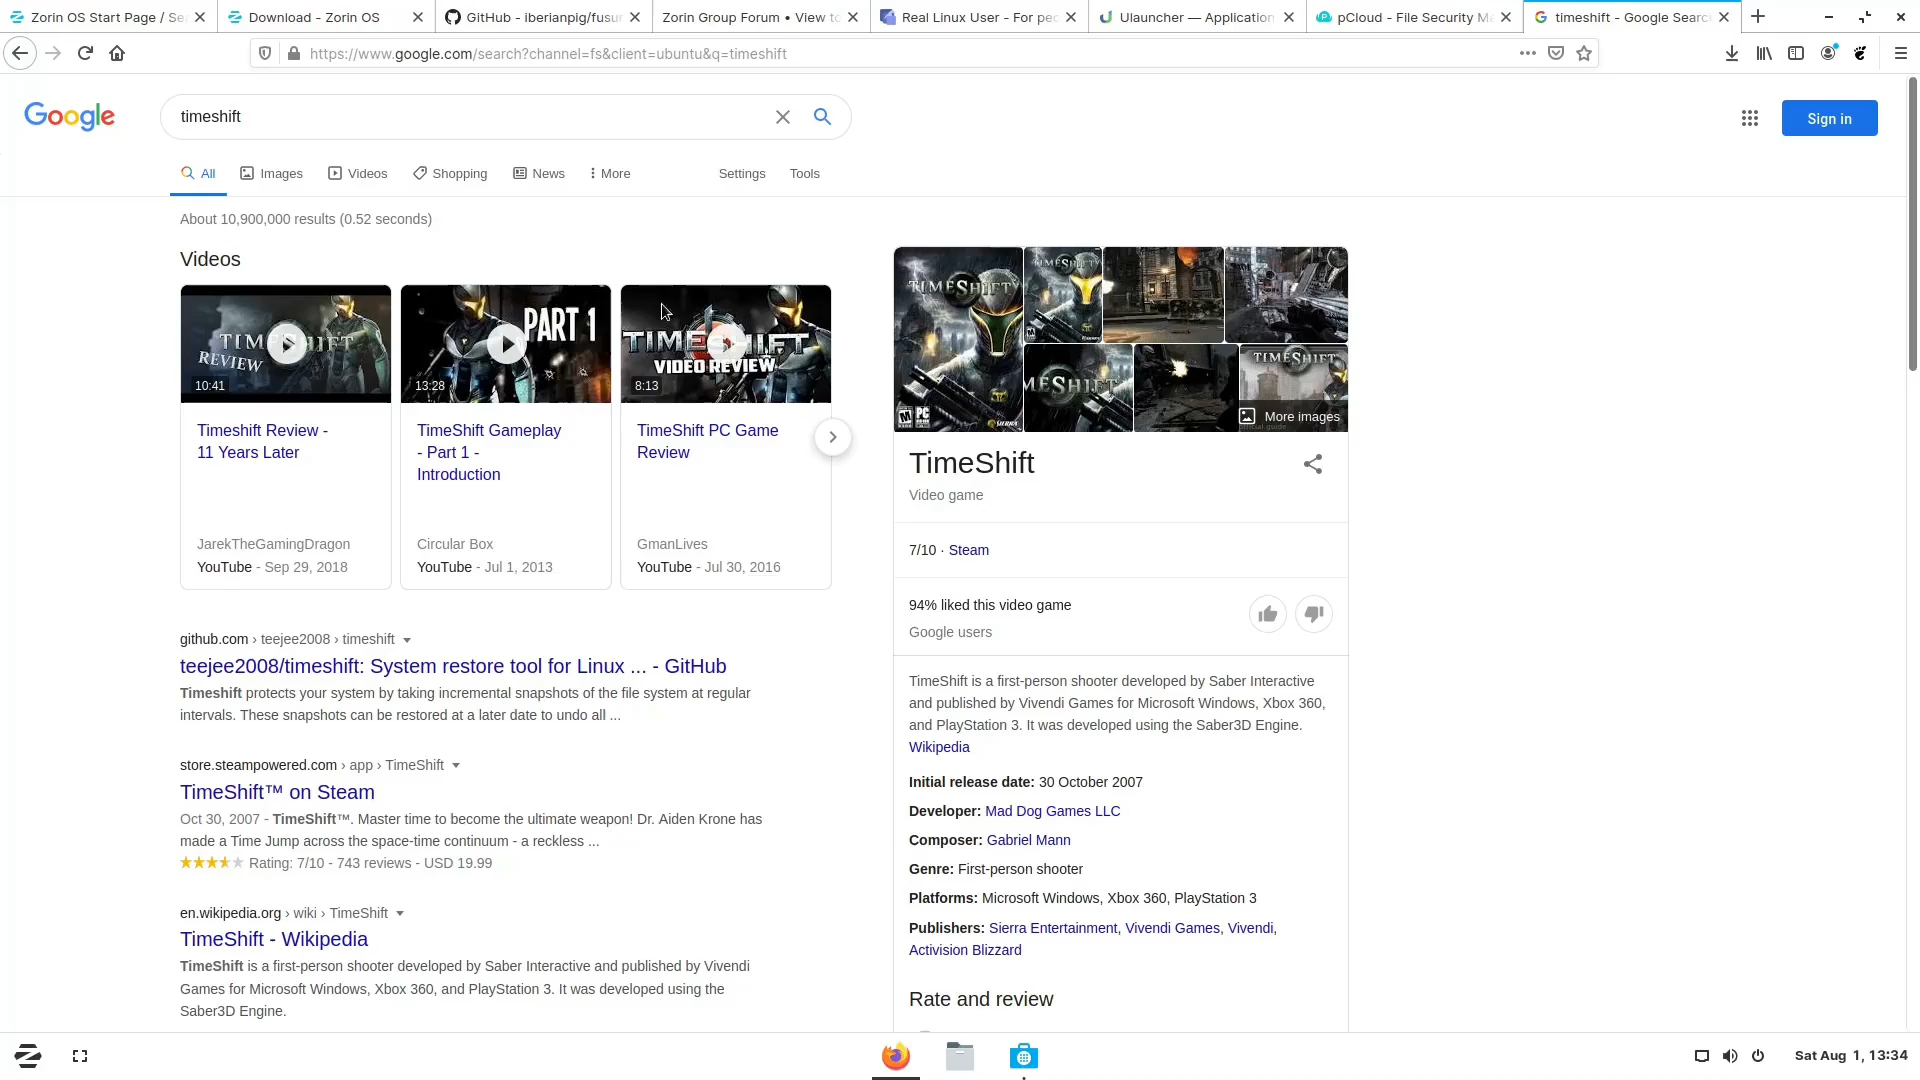 Zorin OS Start Page / Se
Download - Zorin OS
GitHub - iberianpig/fusur
Zorin Group Forum • View to
Real Linux User - For peo
Ulauncher — Application
pCloud - File Security Ma
timeshift - Google Search
https://www.google.com/search?channel=fs&client=ubuntu&q=timeshift
Google
timeshift
Sign in
All
Images
Videos
Shopping
News
More
Settings
Tools
About 10,900,000 results (0.52 seconds)
Videos
TIMESHIFT
REVIEW
10:41
PART 1
13:28
TIMESHIFT
VIDEO REVIEW
8:13
Timeshift Review -
11 Years Later
JarekTheGamingDragon
YouTube - Sep 29, 2018
TimeShift Gameplay
- Part 1 -
Introduction
Circular Box
YouTube - Jul 1, 2013
TimeShift PC Game
Review
GmanLives
YouTube - Jul 30, 2016
github.com › teejee2008 › timeshift
teejee2008/timeshift: System restore tool for Linux ... - GitHub
Timeshift protects your system by taking incremental snapshots of the file system at regular
intervals. These snapshots can be restored at a later date to undo all ...
store.steampowered.com › app › TimeShift
TimeShift™ on Steam
Oct 30, 2007 - TimeShift™. Master time to become the ultimate weapon! Dr. Aiden Krone has
made a Time Jump across the space-time continuum - a reckless ...
Rating: 7/10 - 743 reviews - USD 19.99
en.wikipedia.org › wiki › TimeShift
TimeShift - Wikipedia
TimeShift is a first-person shooter developed by Saber Interactive and published by Vivendi
Games for Microsoft Windows, Xbox 360, and PlayStation 3. It was developed using the
Saber3D Engine.
TIMESHIFT
TIMESHIFT
MESHIFT
TIMESHIFT
M
PC
SIERRA
More images
TimeShift
Video game
7/10 · Steam
94% liked this video game
Google users
TimeShift is a first-person shooter developed by Saber Interactive
and published by Vivendi Games for Microsoft Windows, Xbox 360,
and PlayStation 3. It was developed using the Saber3D Engine.
Wikipedia
Initial release date: 30 October 2007
Developer: Mad Dog Games LLC
Composer: Gabriel Mann
Genre: First-person shooter
Platforms: Microsoft Windows, Xbox 360, PlayStation 3
Publishers: Sierra Entertainment, Vivendi Games, Vivendi,
Activision Blizzard
Rate and review
Sat Aug 1, 13:34